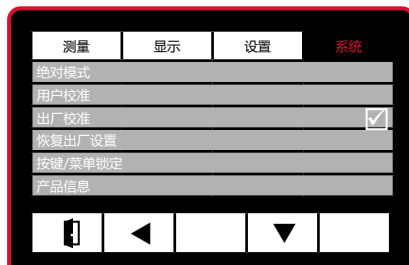 测量 显示 设置 系统
绝对模式
用户校准
出厂校准
恢复出厂设置
按键/菜单锁定
产品信息